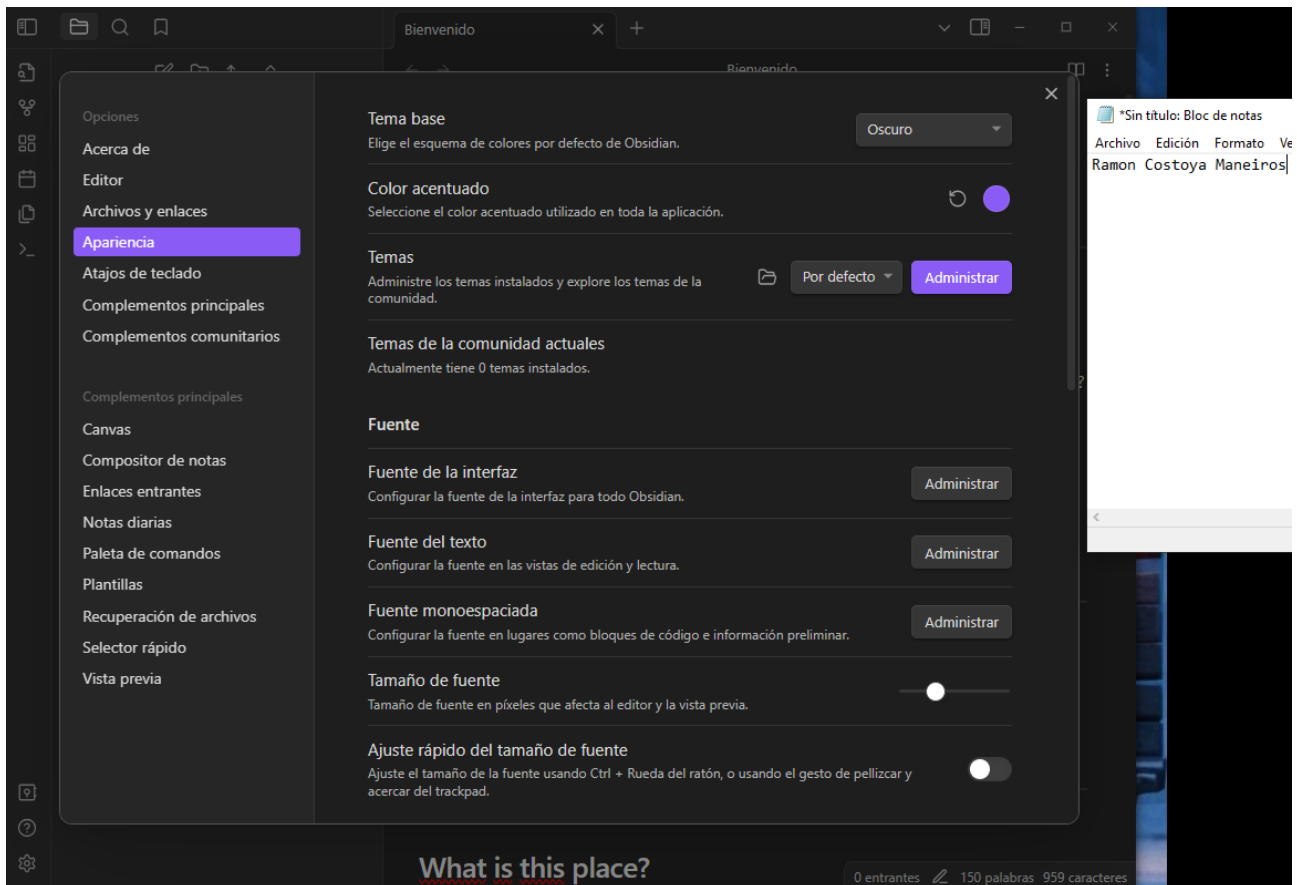 Bienvenido
Bienvenido
Opciones
Acerca de
Editor
Archivos y enlaces
Apariencia
Atajos de teclado
Complementos principales
Complementos comunitarios
Complementos principales
Canvas
Compositor de notas
Enlaces entrantes
Notas diarias
Paleta de comandos
Plantillas
Recuperación de archivos
Selector rápido
Vista previa
Tema base
Elige el esquema de colores por defecto de Obsidian.
Oscuro
Color acentuado
Seleccione el color acentuado utilizado en toda la aplicación.
Temas
Administre los temas instalados y explore los temas de la
comunidad.
Por defecto
Administrar
Temas de la comunidad actuales
Actualmente tiene 0 temas instalados.
Fuente
Fuente de la interfaz
Configurar la fuente de la interfaz para todo Obsidian.
Administrar
Fuente del texto
Configurar la fuente en las vistas de edición y lectura.
Administrar
Fuente monoespaciada
Configurar la fuente en lugares como bloques de código e información preliminar.
Administrar
Tamaño de fuente
Tamaño de fuente en píxeles que afecta al editor y la vista previa.
Ajuste rápido del tamaño de fuente
Ajuste el tamaño de la fuente usando Ctrl + Rueda del ratón, o usando el gesto de pellizcar y
acercar del trackpad.
What is this place?
0 entrantes 150 palabras 959 caracteres
*Sin título: Bloc de notas
Archivo Edición Formato Ve
Ramon Costoya Maneiros